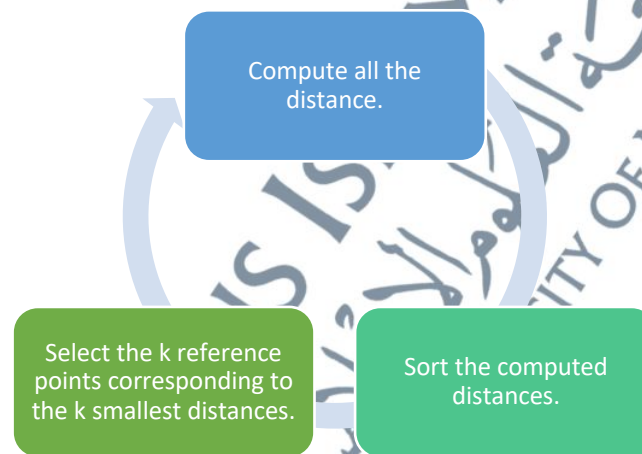 Compute all the
distance.
Select the k reference
points corresponding to
the k smallest distances.
Sort the computed
distances.